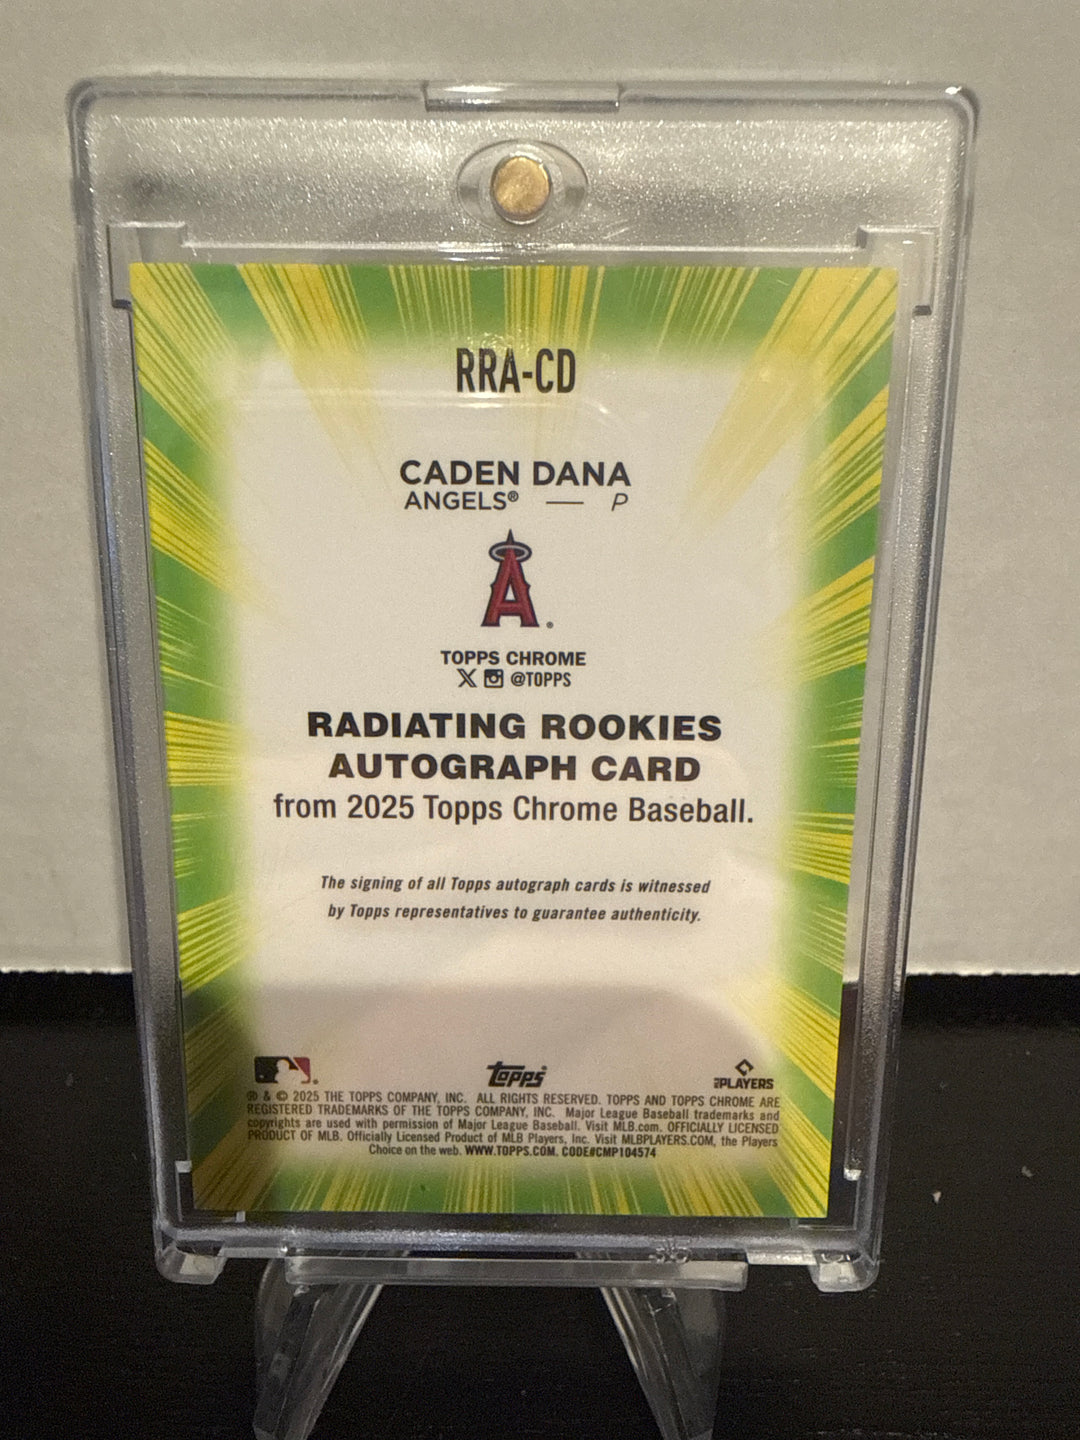 RRA-CD
CADEN DANA
ANGELS® — P
A®
TOPPS CHROME
X @TOPPS
RADIATING ROOKIES
AUTOGRAPH CARD
from 2025 Topps Chrome Baseball.
The signing of all Topps autograph cards is witnessed
by Topps representatives to guarantee authenticity.
topps®
PLAYERS
® & © 2025 THE TOPPS COMPANY, INC. ALL RIGHTS RESERVED. TOPPS AND TOPPS CHROME ARE
REGISTERED TRADEMARKS OF THE TOPPS COMPANY, INC. Major League Baseball trademarks and
copyrights are used with permission of Major League Baseball. Visit MLB.com. OFFICIALLY LICENSED
PRODUCT OF MLB. Officially Licensed Product of MLB Players, Inc. Visit MLBPLAYERS.COM, the Players
Choice on the web. WWW.TOPPS.COM. CODE#CMP104574